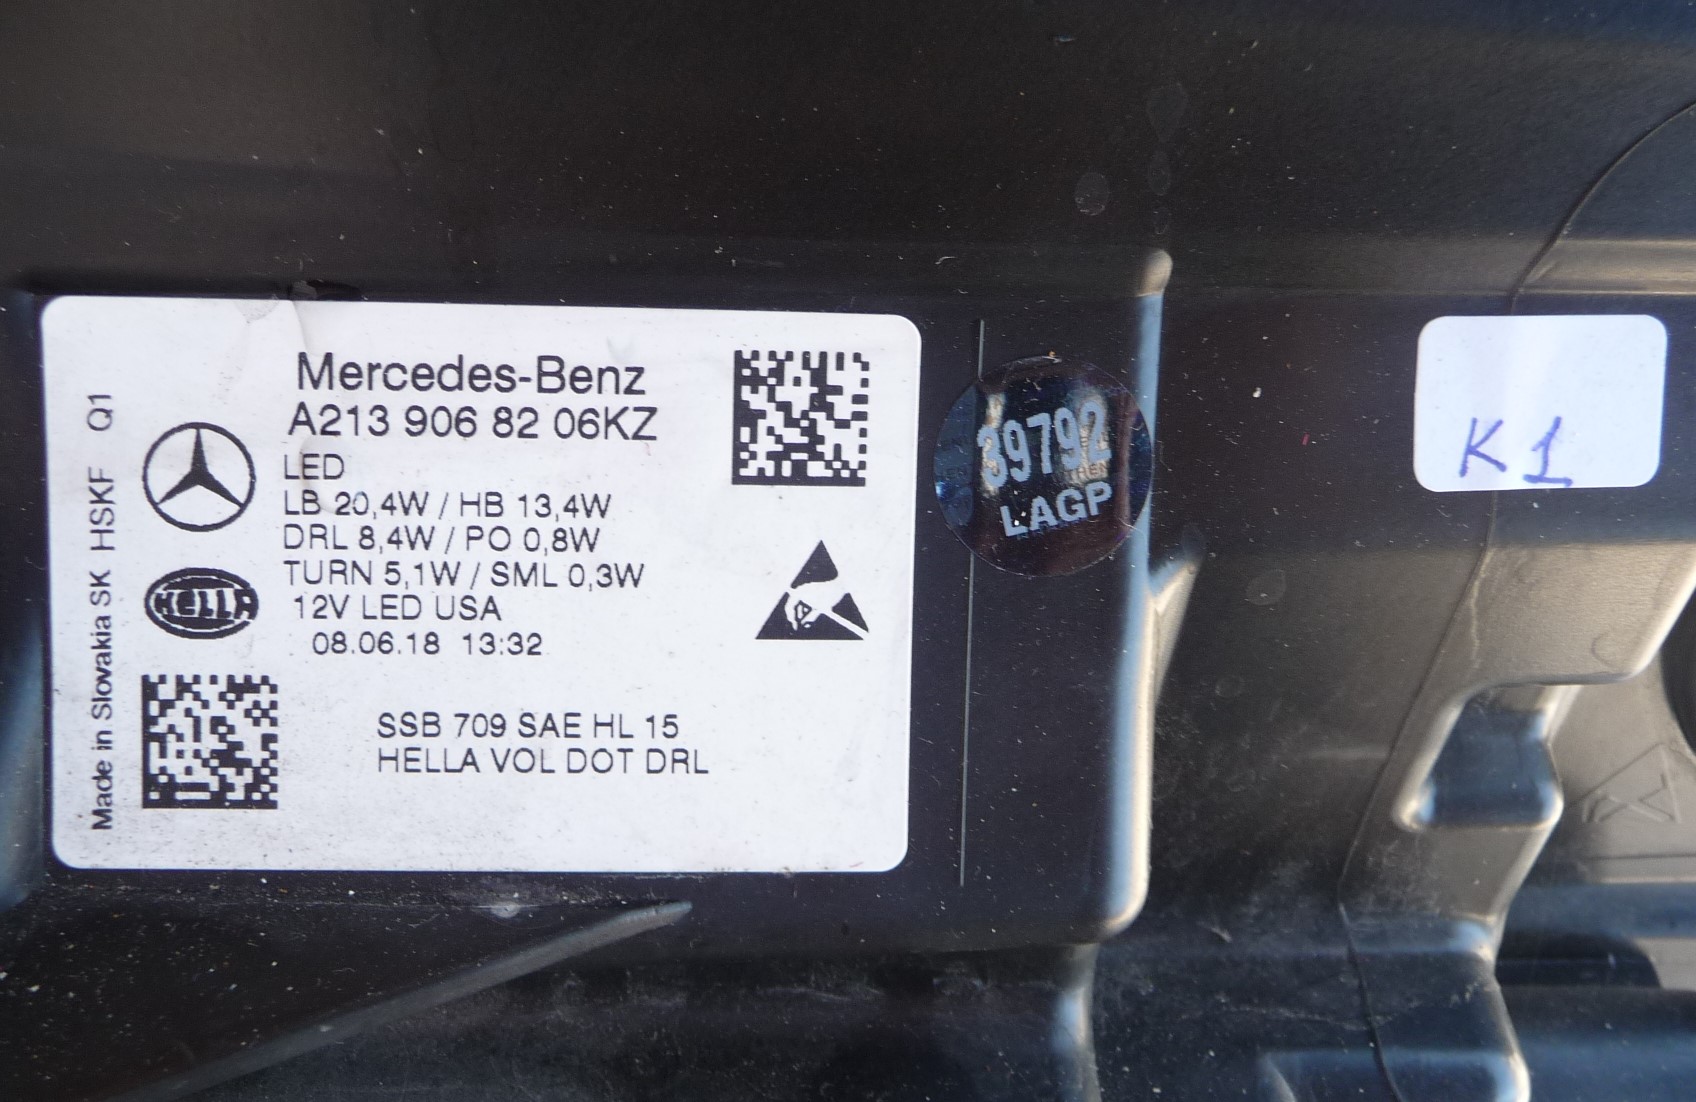 Mercedes-Benz
A213 906 82 06KZ
LED
LB 20,4W / HB 13,4W
DRL 8,4W / PO 0,8W
TURN 5,1W / SML 0,3W
12V LED USA
08.06.18 13:32
SSB 709 SAE HL 15
HELLA VOL DOT DRL
Made in Slovakia SK HSKF Q1
HELLA
39792
LAGP
K1